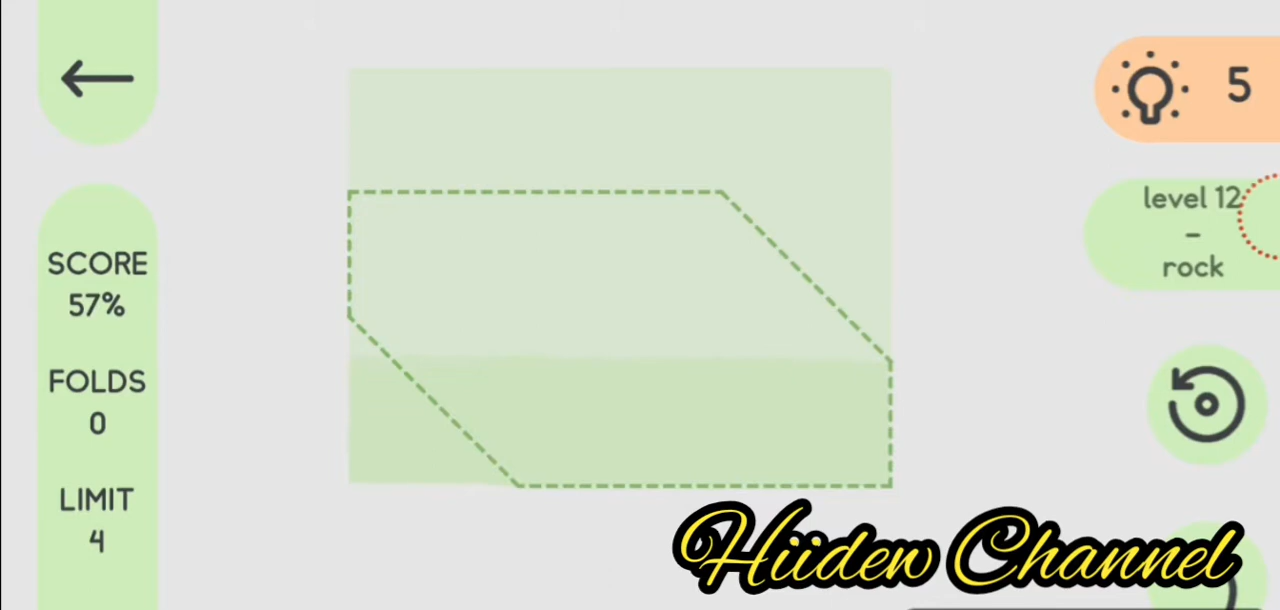 5
level 12
-
rock
SCORE
57%
FOLDS
0
LIMIT
4
Hiidew Channel